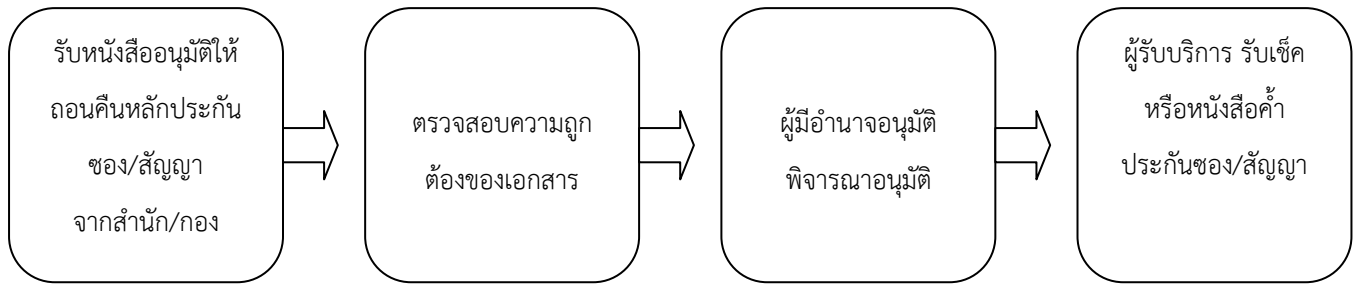 รับหนังสืออนุมัติให้
ถอนคืนหลักประกัน
ซอง/สัญญา
จากสำนัก/กอง
ตรวจสอบความถูก
ต้องของเอกสาร
ผู้มีอำนาจอนุมัติ
พิจารณาอนุมัติ
ผู้รับบริการ รับเช็ค
หรือหนังสือค้ำ
ประกันซอง/สัญญา